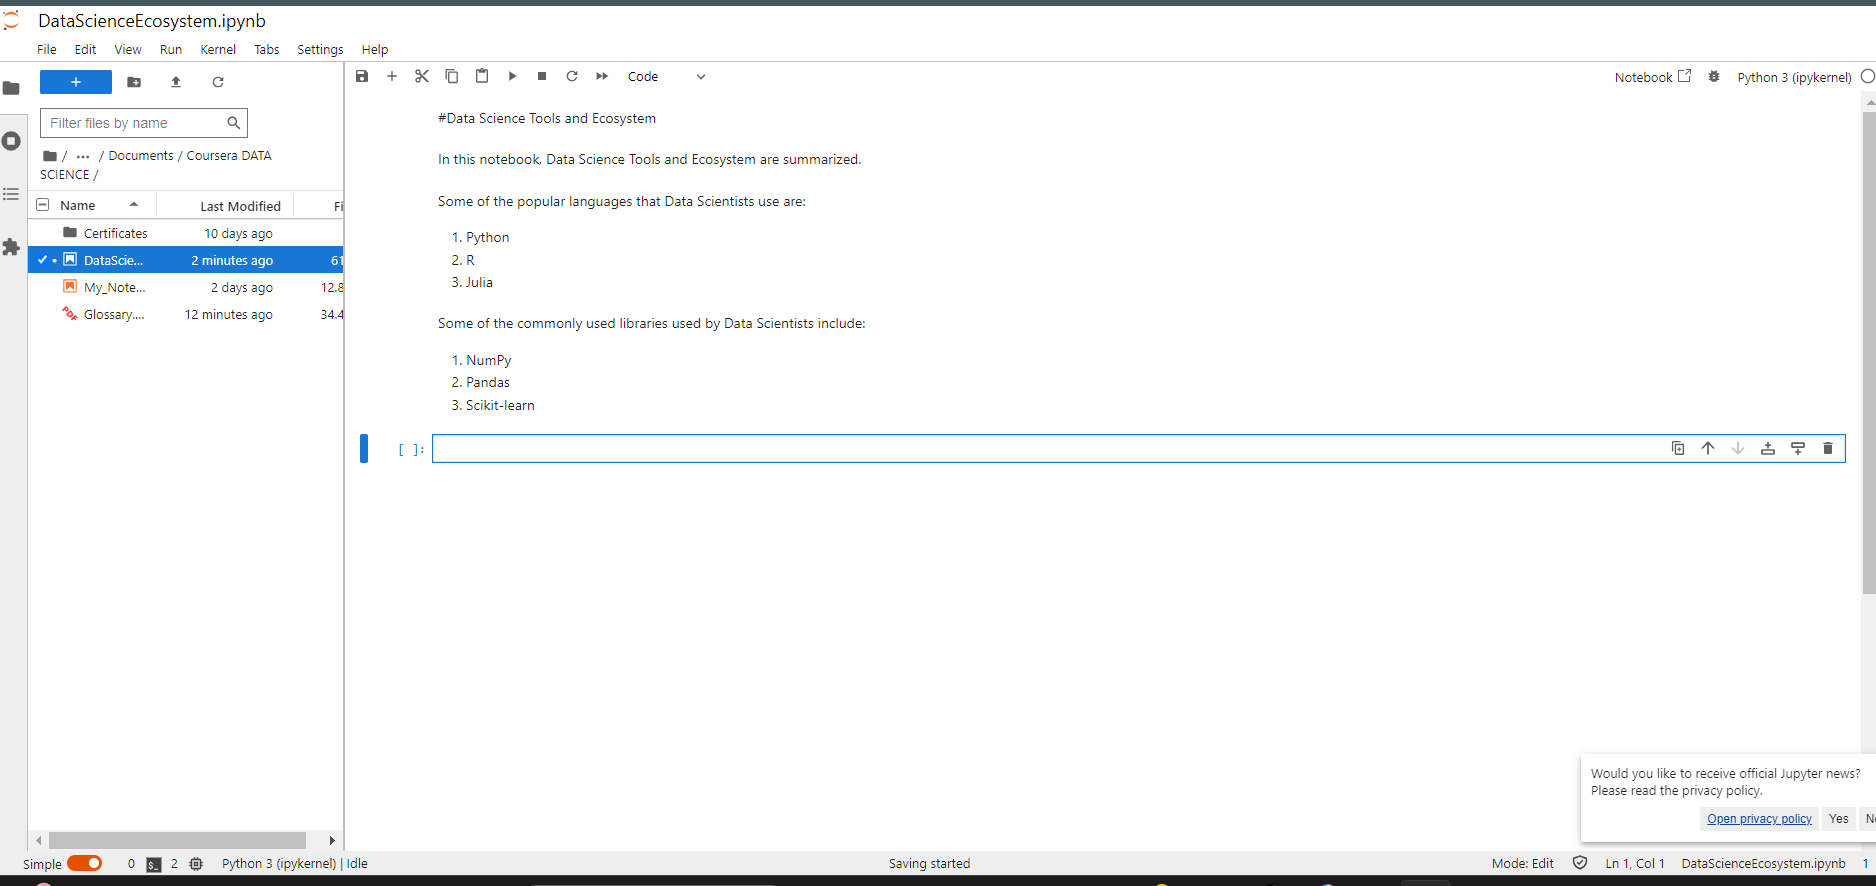 DataScienceEcosystem.ipynb
File Edit View Run Kernel Tabs Settings Help
Code
Notebook
Python 3 (ipykernel)
Filter files by name
/ ... / Documents / Coursera DATA
SCIENCE /
Name Last Modified Fi
Certificates 10 days ago
DataScie... 2 minutes ago 61
My_Note... 2 days ago 12.8
Glossary.... 12 minutes ago 34.4
#Data Science Tools and Ecosystem
In this notebook, Data Science Tools and Ecosystem are summarized.
Some of the popular languages that Data Scientists use are:
1. Python
2. R
3. Julia
Some of the commonly used libraries used by Data Scientists include:
1. NumPy
2. Pandas
3. Scikit-learn
[ ]:
Would you like to receive official Jupyter news?
Please read the privacy policy.
Open privacy policy Yes
Simple 0 $_ 2 Python 3 (ipykernel) | Idle Saving started Mode: Edit Ln 1, Col 1 DataScienceEcosystem.ipynb 1